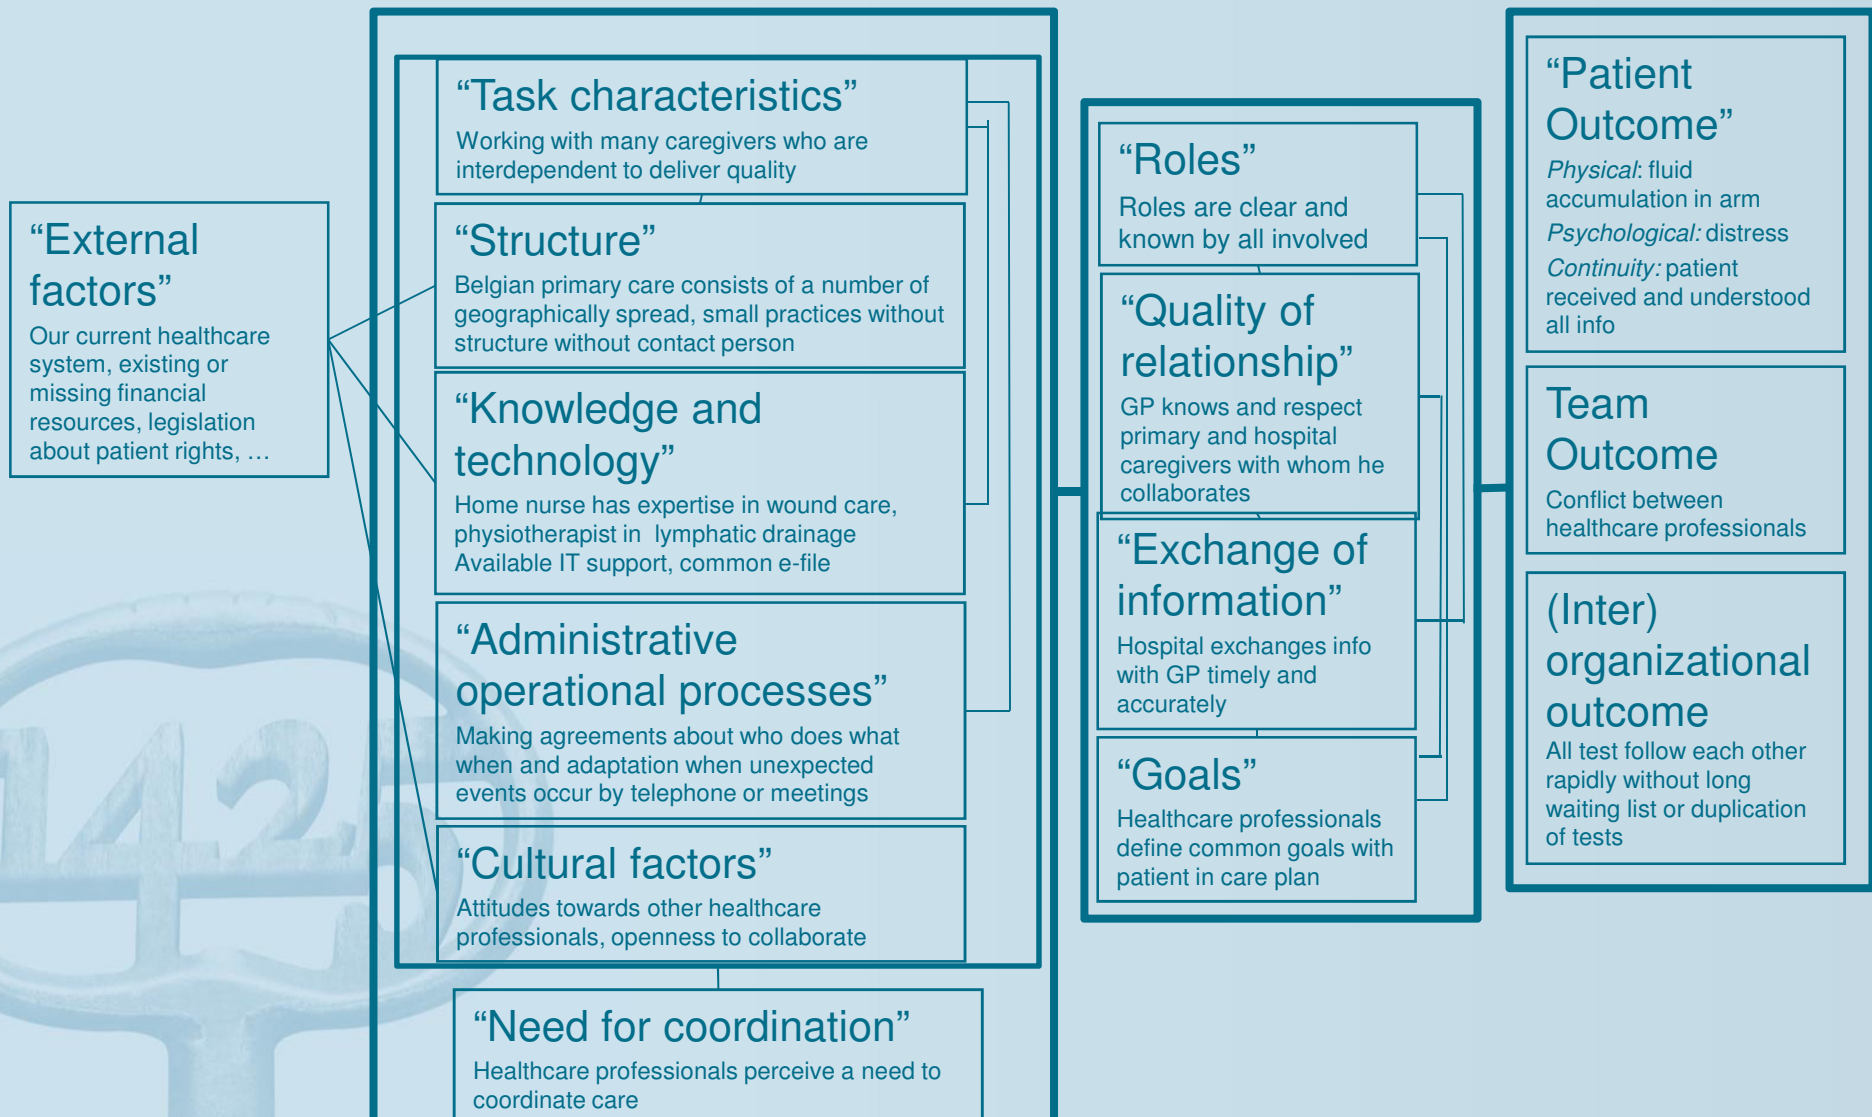 “External
factors”
Our current healthcare
system, existing or
missing financial
resources, legislation
about patient rights, …
“Task characteristics”
Working with many caregivers who are
interdependent to deliver quality
“Structure”
Belgian primary care consists of a number of
geographically spread, small practices without
structure without contact person
“Knowledge and
technology”
Home nurse has expertise in wound care,
physiotherapist in lymphatic drainage
Available IT support, common e-file
“Administrative
operational processes”
Making agreements about who does what
when and adaptation when unexpected
events occur by telephone or meetings
“Cultural factors”
Attitudes towards other healthcare
professionals, openness to collaborate
“Need for coordination”
Healthcare professionals perceive a need to
coordinate care
“Roles”
Roles are clear and
known by all involved
“Quality of
relationship”
GP knows and respect
primary and hospital
caregivers with whom he
collaborates
“Exchange of
information”
Hospital exchanges info
with GP timely and
accurately
“Goals”
Healthcare professionals
define common goals with
patient in care plan
“Patient
Outcome”
Physical: fluid
accumulation in arm
Psychological: distress
Continuity: patient
received and understood
all info
Team
Outcome
Conflict between
healthcare professionals
(Inter)
organizational
outcome
All test follow each other
rapidly without long
waiting list or duplication
of tests
1425